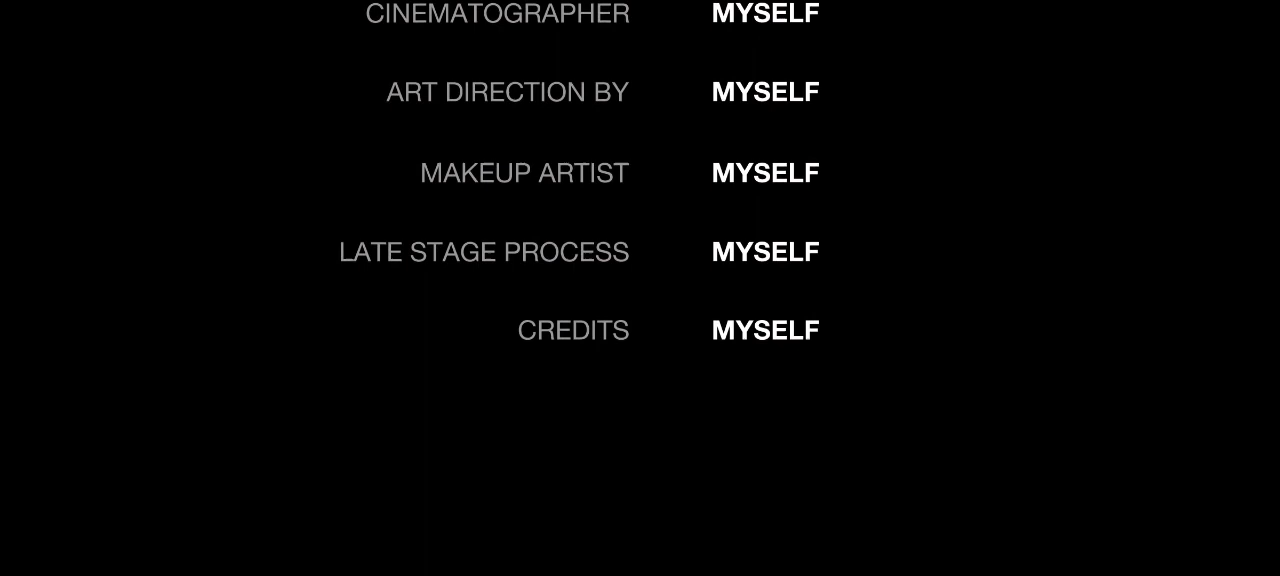 CINEMATOGRAPHER MYSELF
ART DIRECTION BY MYSELF
MAKEUP ARTIST MYSELF
LATE STAGE PROCESS MYSELF
CREDITS MYSELF